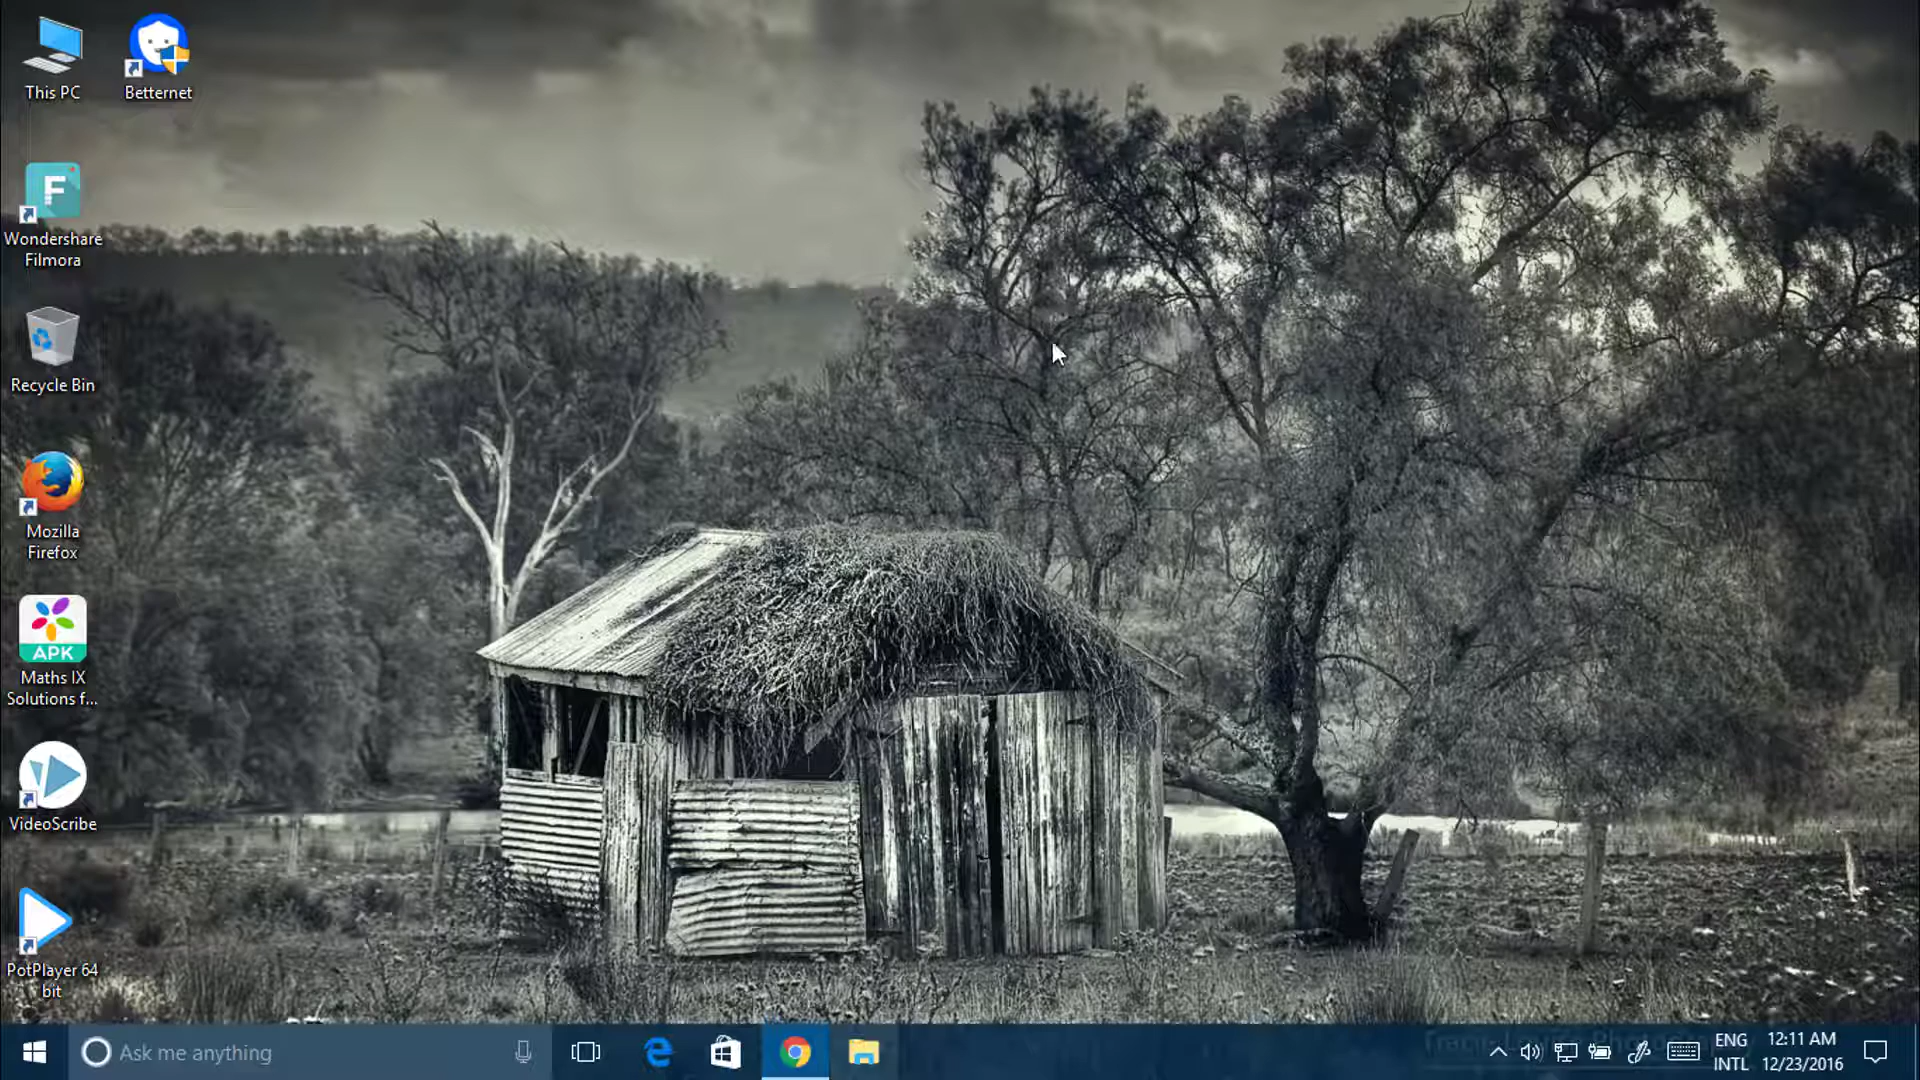 This PC
Betternet
F
Wondershare
Filmora
Recycle Bin
Mozilla
Firefox
APK
Maths IX
Solutions f...
VideoScribe
PotPlayer 64
bit
Ask me anything
e
ENG
INTL
12:11 AM
12/23/2016